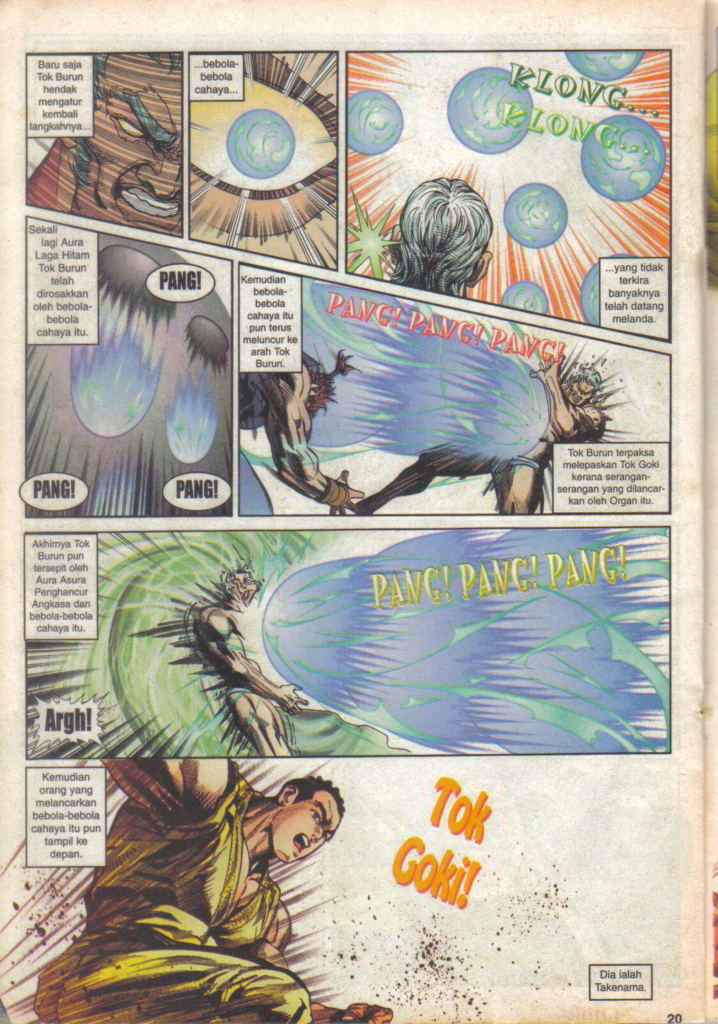 Baru saja
Tok Burun
hendak
mengatur
kembali
langkahnya...
...bebola-
bebola
cahaya...
KLONG...
KLONG...
...yang tidak
terkira
banyaknya
telah datang
melanda.
Sekali
lagi Aura
Laga Hitam
Tok Burun
telah
dirosakkan
oleh bebola-
bebola
cahaya itu.
PANG!
PANG!
PANG!
Kemudian
bebola-
bebola
cahaya itu
pun terus
meluncur ke
arah Tok
Burun.
PANG! PANG! PANG!
Tok Burun terpaksa
melepaskan Tok Goki
kerana serangan-
serangan yang dilancar-
kan oleh Organ itu.
Akhirnya Tok
Burun pun
tersepit oleh
Aura Asura
Penghancur
Angkasa dan
bebola-bebola
cahaya itu.
PANG! PANG! PANG!
Argh!
Kemudian
orang yang
melancarkan
bebola-bebola
cahaya itu pun
tampil ke
depan.
Tok
Goki!
Dia ialah
Takenama.
20